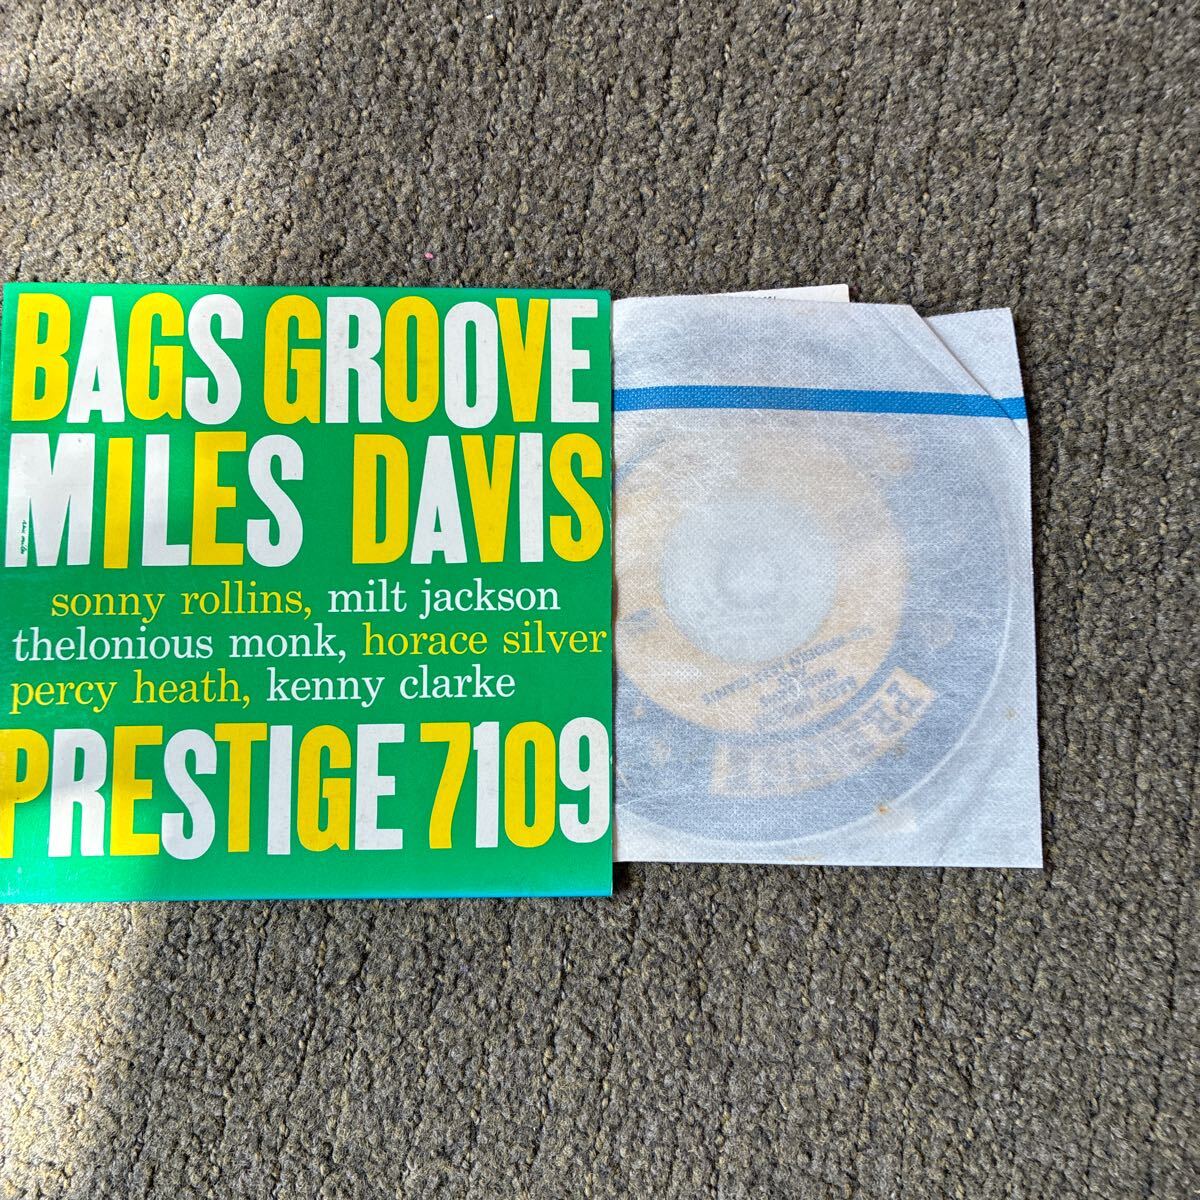 BAGS GROOVE
MILES DAVIS
sonny rollins, milt jackson
thelonious monk, horace silver
percy heath, kenny clarke
PRESTIGE 7109